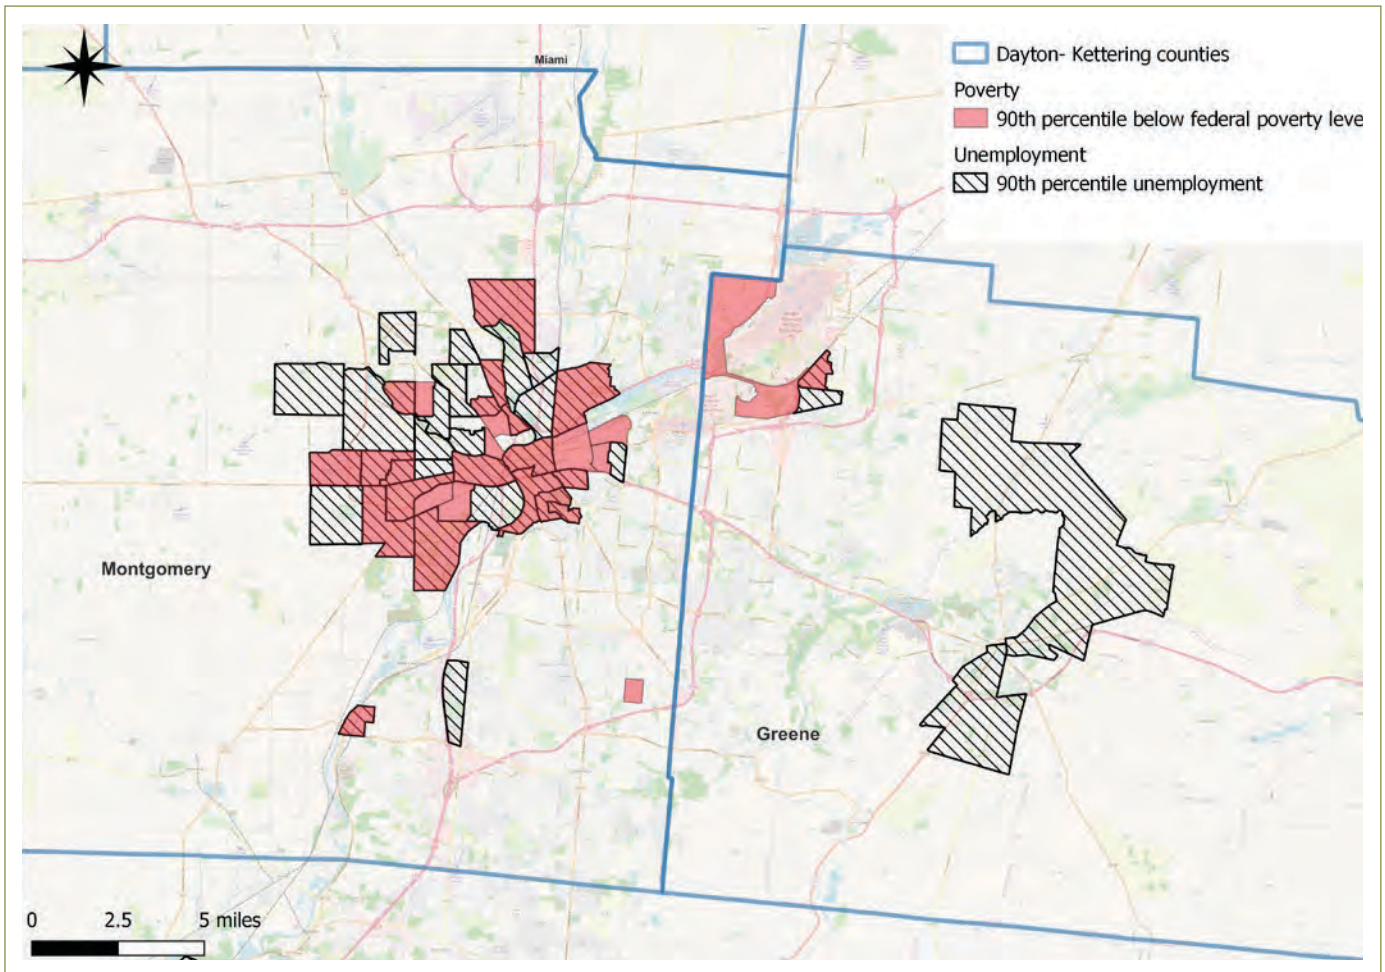 Miami
Dayton- Kettering counties
Poverty
90th percentile below federal poverty leve
Unemployment
90th percentile unemployment
Montgomery
Greene
0 2.5 5 miles